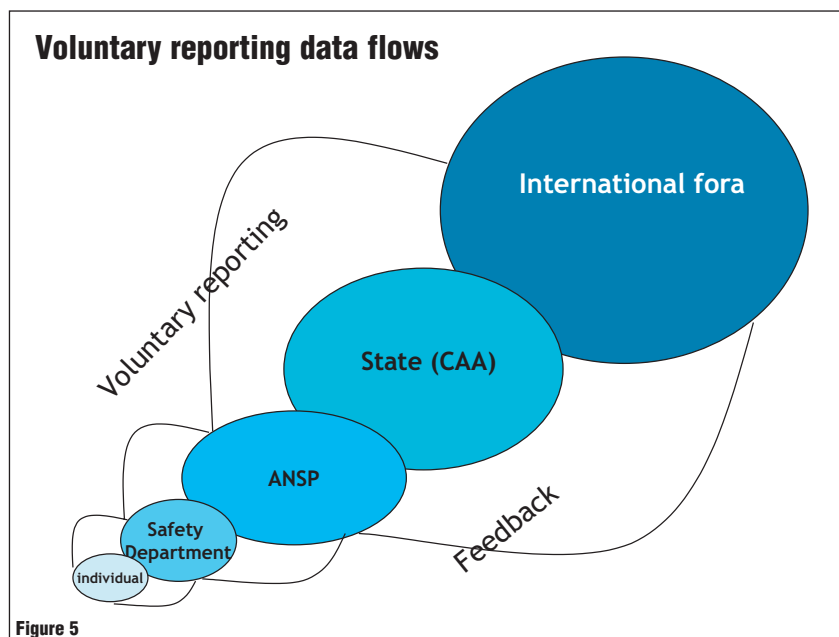 Voluntary reporting data flows
International fora
Voluntary reporting
State (CAA)
ANSP
Safety
Department
individual
Feedback
Figure 5